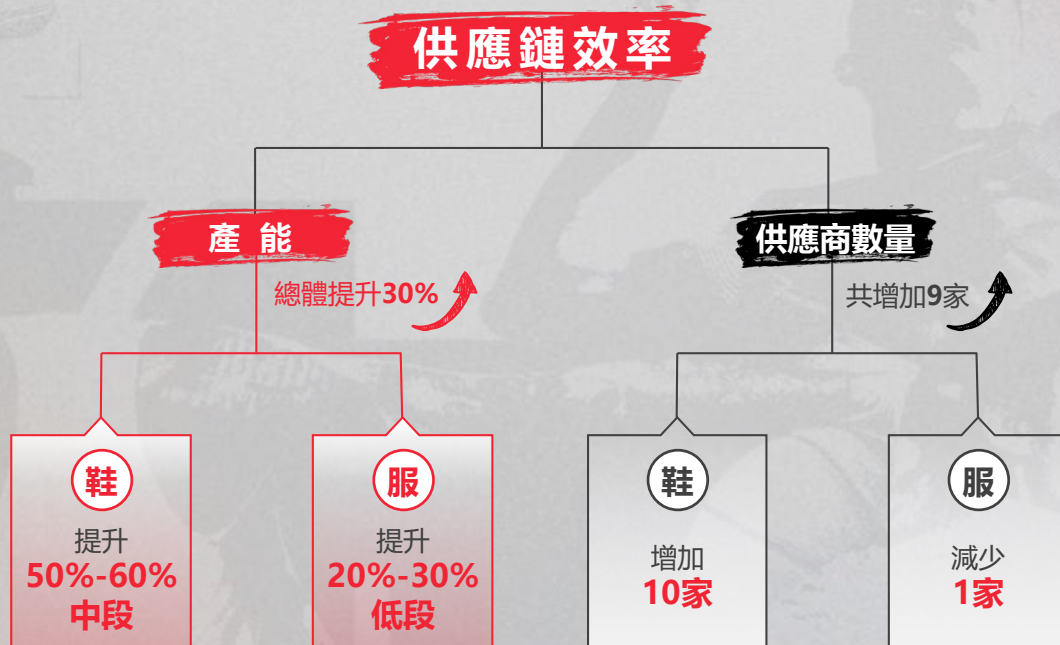 供應鏈效率
產能
總體提升30%
供應商數量
共增加9家
鞋
提升
50%-60%
中段
服
提升
20%-30%
低段
鞋
增加
10家
服
減少
1家